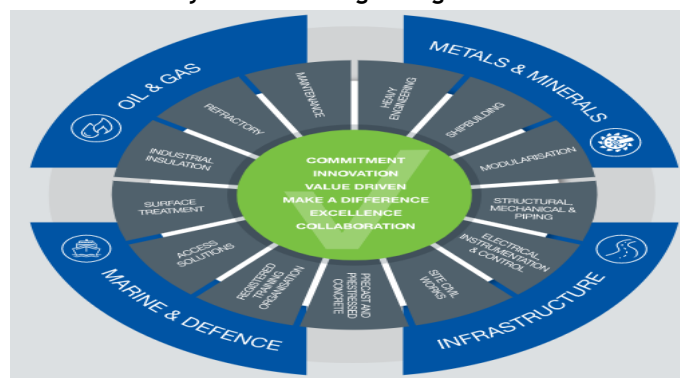 OIL & GAS
METALS & MINERALS
MARINE & DEFENCE
INFRASTRUCTURE
MAINTENANCE
HEAVY
ENGINEERING
SHIPBUILDING
MODULARISATION
STRUCTURAL,
MECHANICAL &
PIPING
ELECTRICAL,
INSTRUMENTATION
& CONTROL
SITE CIVIL
WORKS
PRECAST AND
PRESTRESSED
CONCRETE
REGISTERED
TRAINING
ORGANISATION
ACCESS
SOLUTIONS
SURFACE
TREATMENT
INDUSTRIAL
INSULATION
REFRACTORY
COMMITMENT
INNOVATION
VALUE DRIVEN
MAKE A DIFFERENCE
EXCELLENCE
COLLABORATION